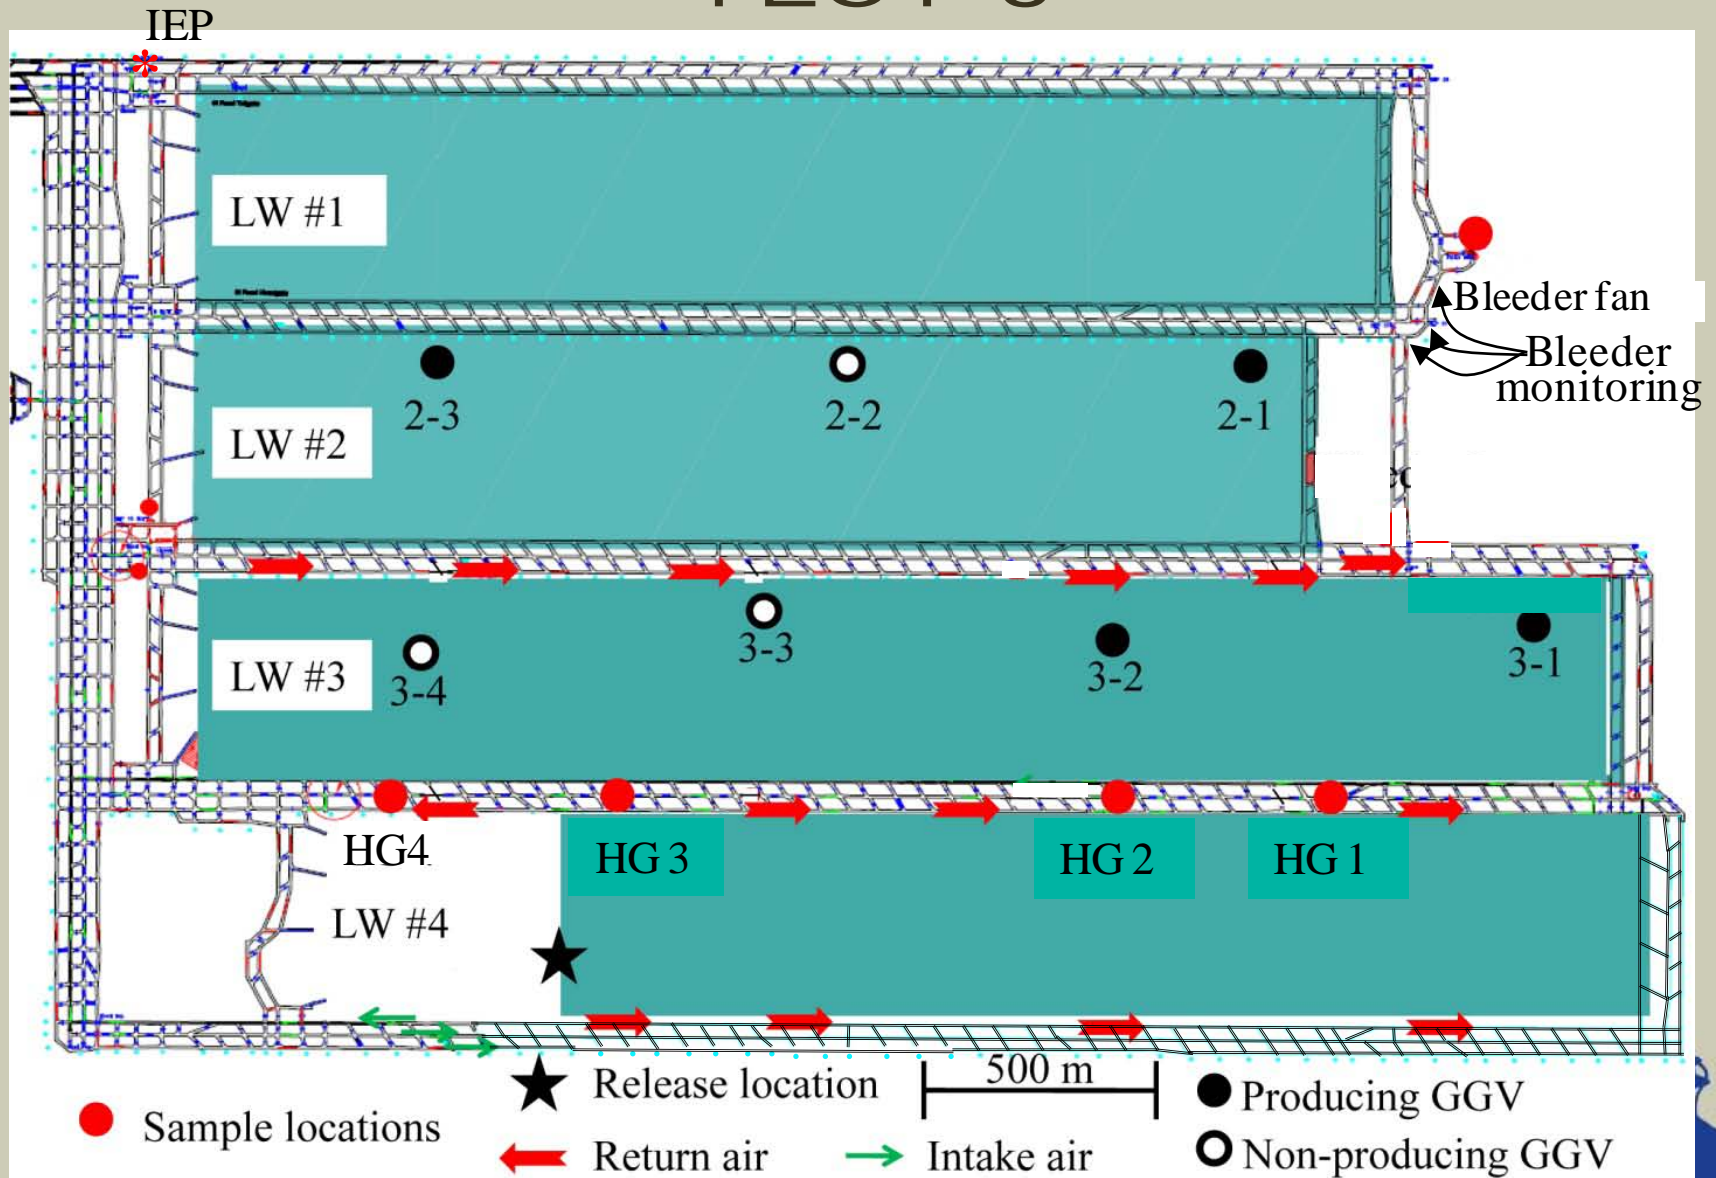 IEP
LW #1
Bleeder fan
Bleeder
monitoring
2-3
2-2
2-1
LW #2
3-3
3-2
3-1
LW #3
3-4
HG4
HG 3
HG 2
HG 1
LW #4
Release location
500 m
Producing GGV
Sample locations
Return air
Intake air
Non-producing GGV